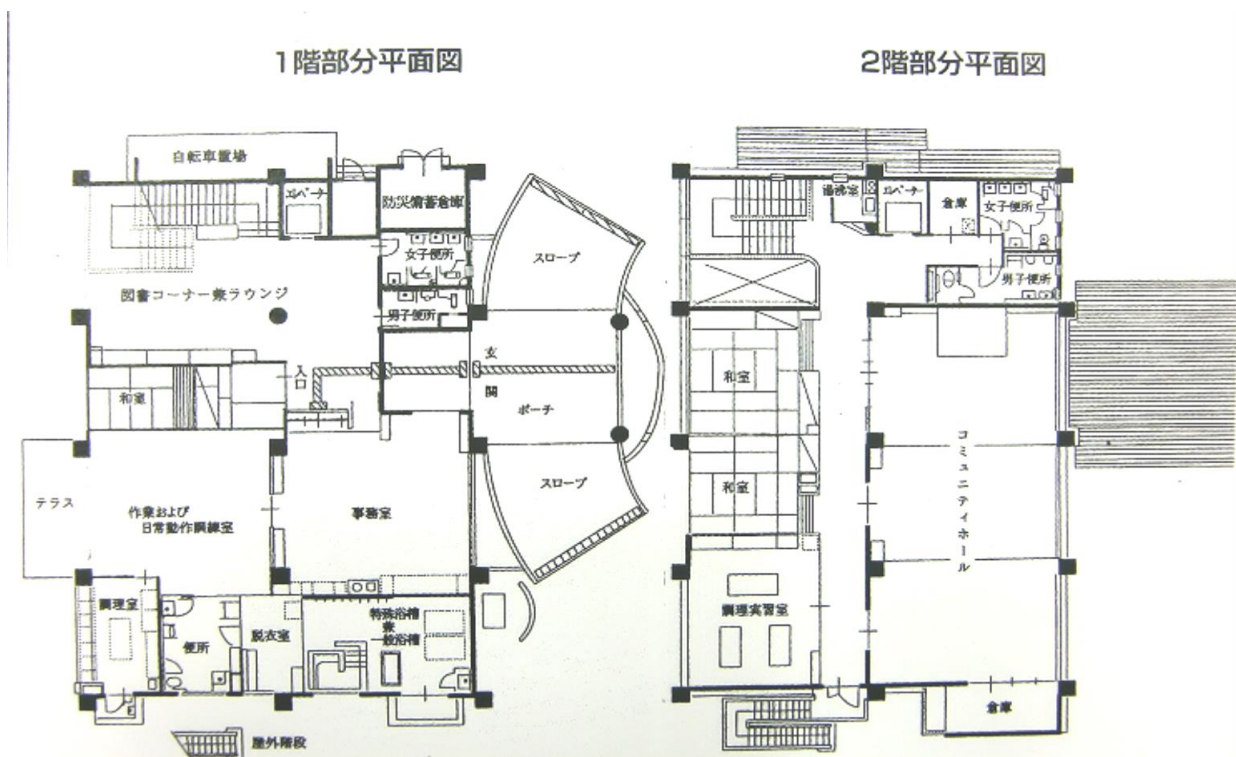 1階部分平面図
自転車置場
エレベーター
防災備蓄倉庫
女子便所
図書コーナー兼ラウンジ
男子便所
スロープ
玄関
入口
ポーチ
和室
テラス
作業および
日常動作訓練室
事務室
スロープ
調理室
便所
脱衣室
特殊浴槽
兼
一般浴槽
屋外階段
2階部分平面図
湯沸室
エレベーター
倉庫
女子便所
男子便所
和室
和室
コミュニティホール
調理実習室
倉庫